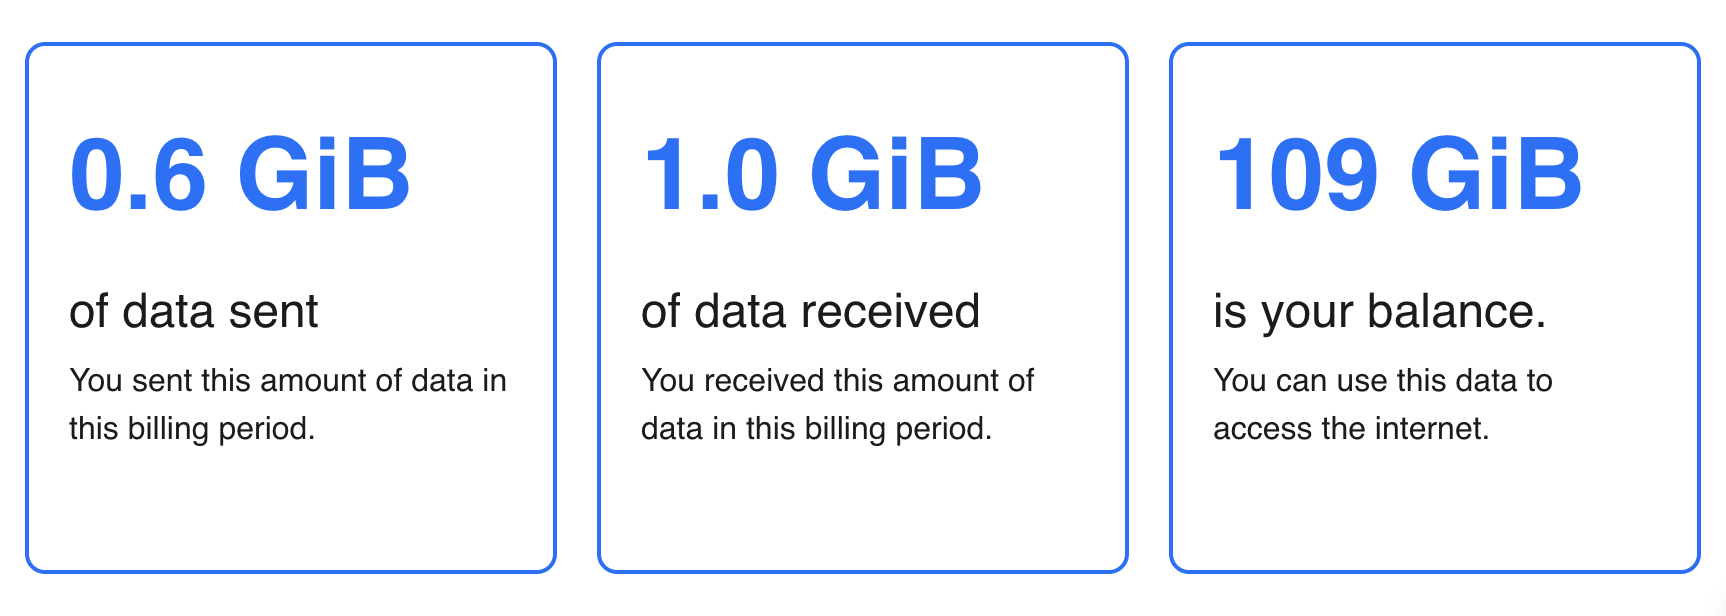 0.6 GiB
of data sent
You sent this amount of data in
this billing period.
1.0 GiB
of data received
You received this amount of
data in this billing period.
109 GiB
is your balance.
You can use this data to
access the internet.